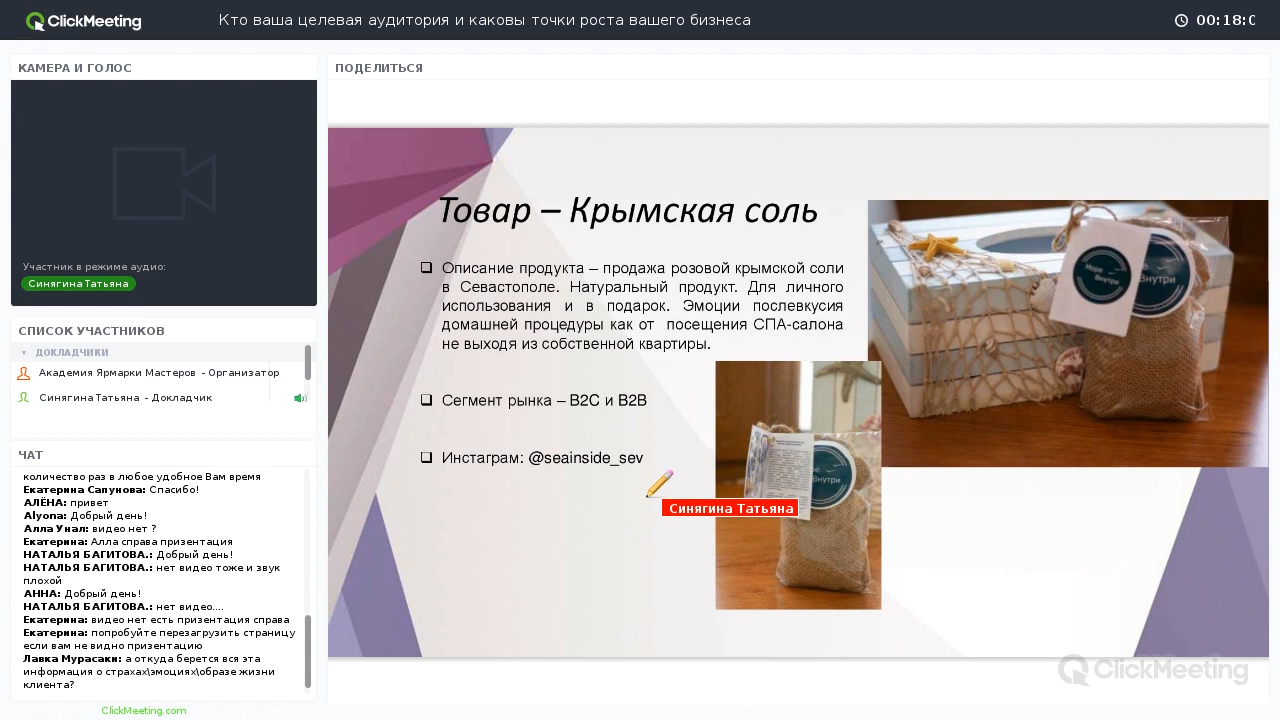 ClickMeeting
Кто ваша целевая аудитория и каковы точки роста вашего бизнеса
00:18:0
КАМЕРА И ГОЛОС
Участник в режиме аудио:
Синягина Татьяна
СПИСОК УЧАСТНИКОВ
ДОКЛАДЧИКИ
Академия Ярмарки Мастеров - Организатор
Синягина Татьяна - Докладчик
ЧАТ
количество раз в любое удобное Вам время
Екатерина Сапунова: Спасибо!
АЛЁНА: привет
Alyona: Добрый день!
Алла Унал: видео нет ?
Екатерина: Алла справа призентация
НАТАЛЬЯ БАГИТОВА.: Добрый день!
НАТАЛЬЯ БАГИТОВА.: нет видео тоже и звук
плохой
АННА: Добрый день!
НАТАЛЬЯ БАГИТОВА.: нет видео....
Екатерина: видео нет есть призентация справа
Екатерина: попробуйте перезагрузить страницу
если вам не видно призентацию
Лавка Мурасаки: а откуда берется вся эта
информация о страхах\эмоциях\образе жизни
клиента?
ClickMeeting.com
ПОДЕЛИТЬСЯ
Товар – Крымская соль
Описание продукта – продажа розовой крымской соли
в Севастополе. Натуральный продукт. Для личного
использования и в подарок. Эмоции послевкусия
домашней процедуры как от посещения СПА-салона
не выходя из собственной квартиры.
Сегмент рынка – B2C и B2B
Инстаграм: @seainside_sev
Синягина Татьяна
Море
Внутри
Внутри
Внутри
ClickMeeting